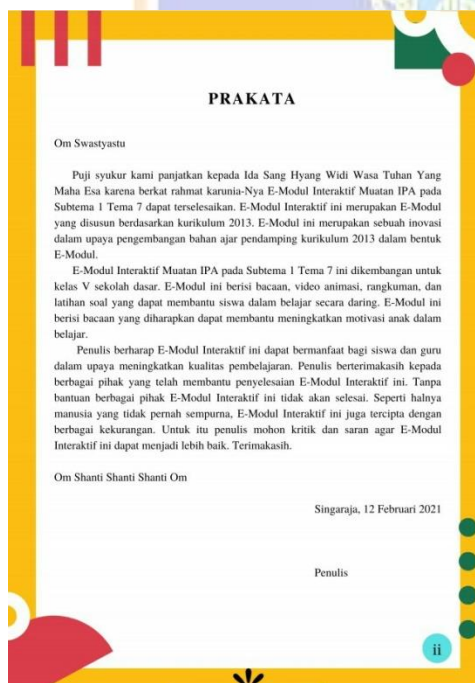 PRAKATA
Om Swastyastu
Puji syukur kami panjatkan kepada Ida Sang Hyang Widi Wasa Tuhan Yang
Maha Esa karena berkat rahmat karunia-Nya E-Modul Interaktif Muatan IPA pada
Subtema 1 Tema 7 dapat terselesaikan. E-Modul Interaktif ini merupakan E-Modul
yang disusun berdasarkan kurikulum 2013. E-Modul ini merupakan sebuah inovasi
dalam upaya pengembangan bahan ajar pendamping kurikulum 2013 dalam bentuk
E-Modul.
E-Modul Interaktif Muatan IPA pada Subtema 1 Tema 7 ini dikembangan untuk
kelas V sekolah dasar. E-Modul ini berisi bacaan, video animasi, rangkuman, dan
latihan soal yang dapat membantu siswa dalam belajar secara daring. E-Modul ini
berisi bacaan yang diharapkan dapat membantu meningkatkan motivasi anak dalam
belajar.
Penulis berharap E-Modul Interaktif ini dapat bermanfaat bagi siswa dan guru
dalam upaya meningkatkan kualitas pembelajaran. Penulis berterimakasih kepada
berbagai pihak yang telah membantu penyelesaian E-Modul Interaktif ini. Tanpa
bantuan berbagai pihak E-Modul Interaktif ini tidak akan selesai. Seperti halnya
manusia yang tidak pernah sempurna, E-Modul Interaktif ini juga tercipta dengan
berbagai kekurangan. Untuk itu penulis mohon kritik dan saran agar E-Modul
Interaktif ini dapat menjadi lebih baik. Terimakasih.
Om Shanti Shanti Shanti Om
Singaraja, 12 Februari 2021
Penulis
ii